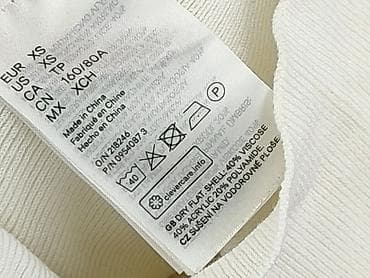 EUR XS
US XS
CA TP
CN 160/80A
MX XCH
Made in China
Fabriqué en Chine
Hecho en China
O/N 218246
P/N 0954087.3
40
P
clevercare.info
GB DRY FLAT. SHELL 40% VISCOSE
40% ACRYLIC 20% POLYAMIDE.
CZ SUŠENÍ NA VODOROVNÉ PLOŠE.